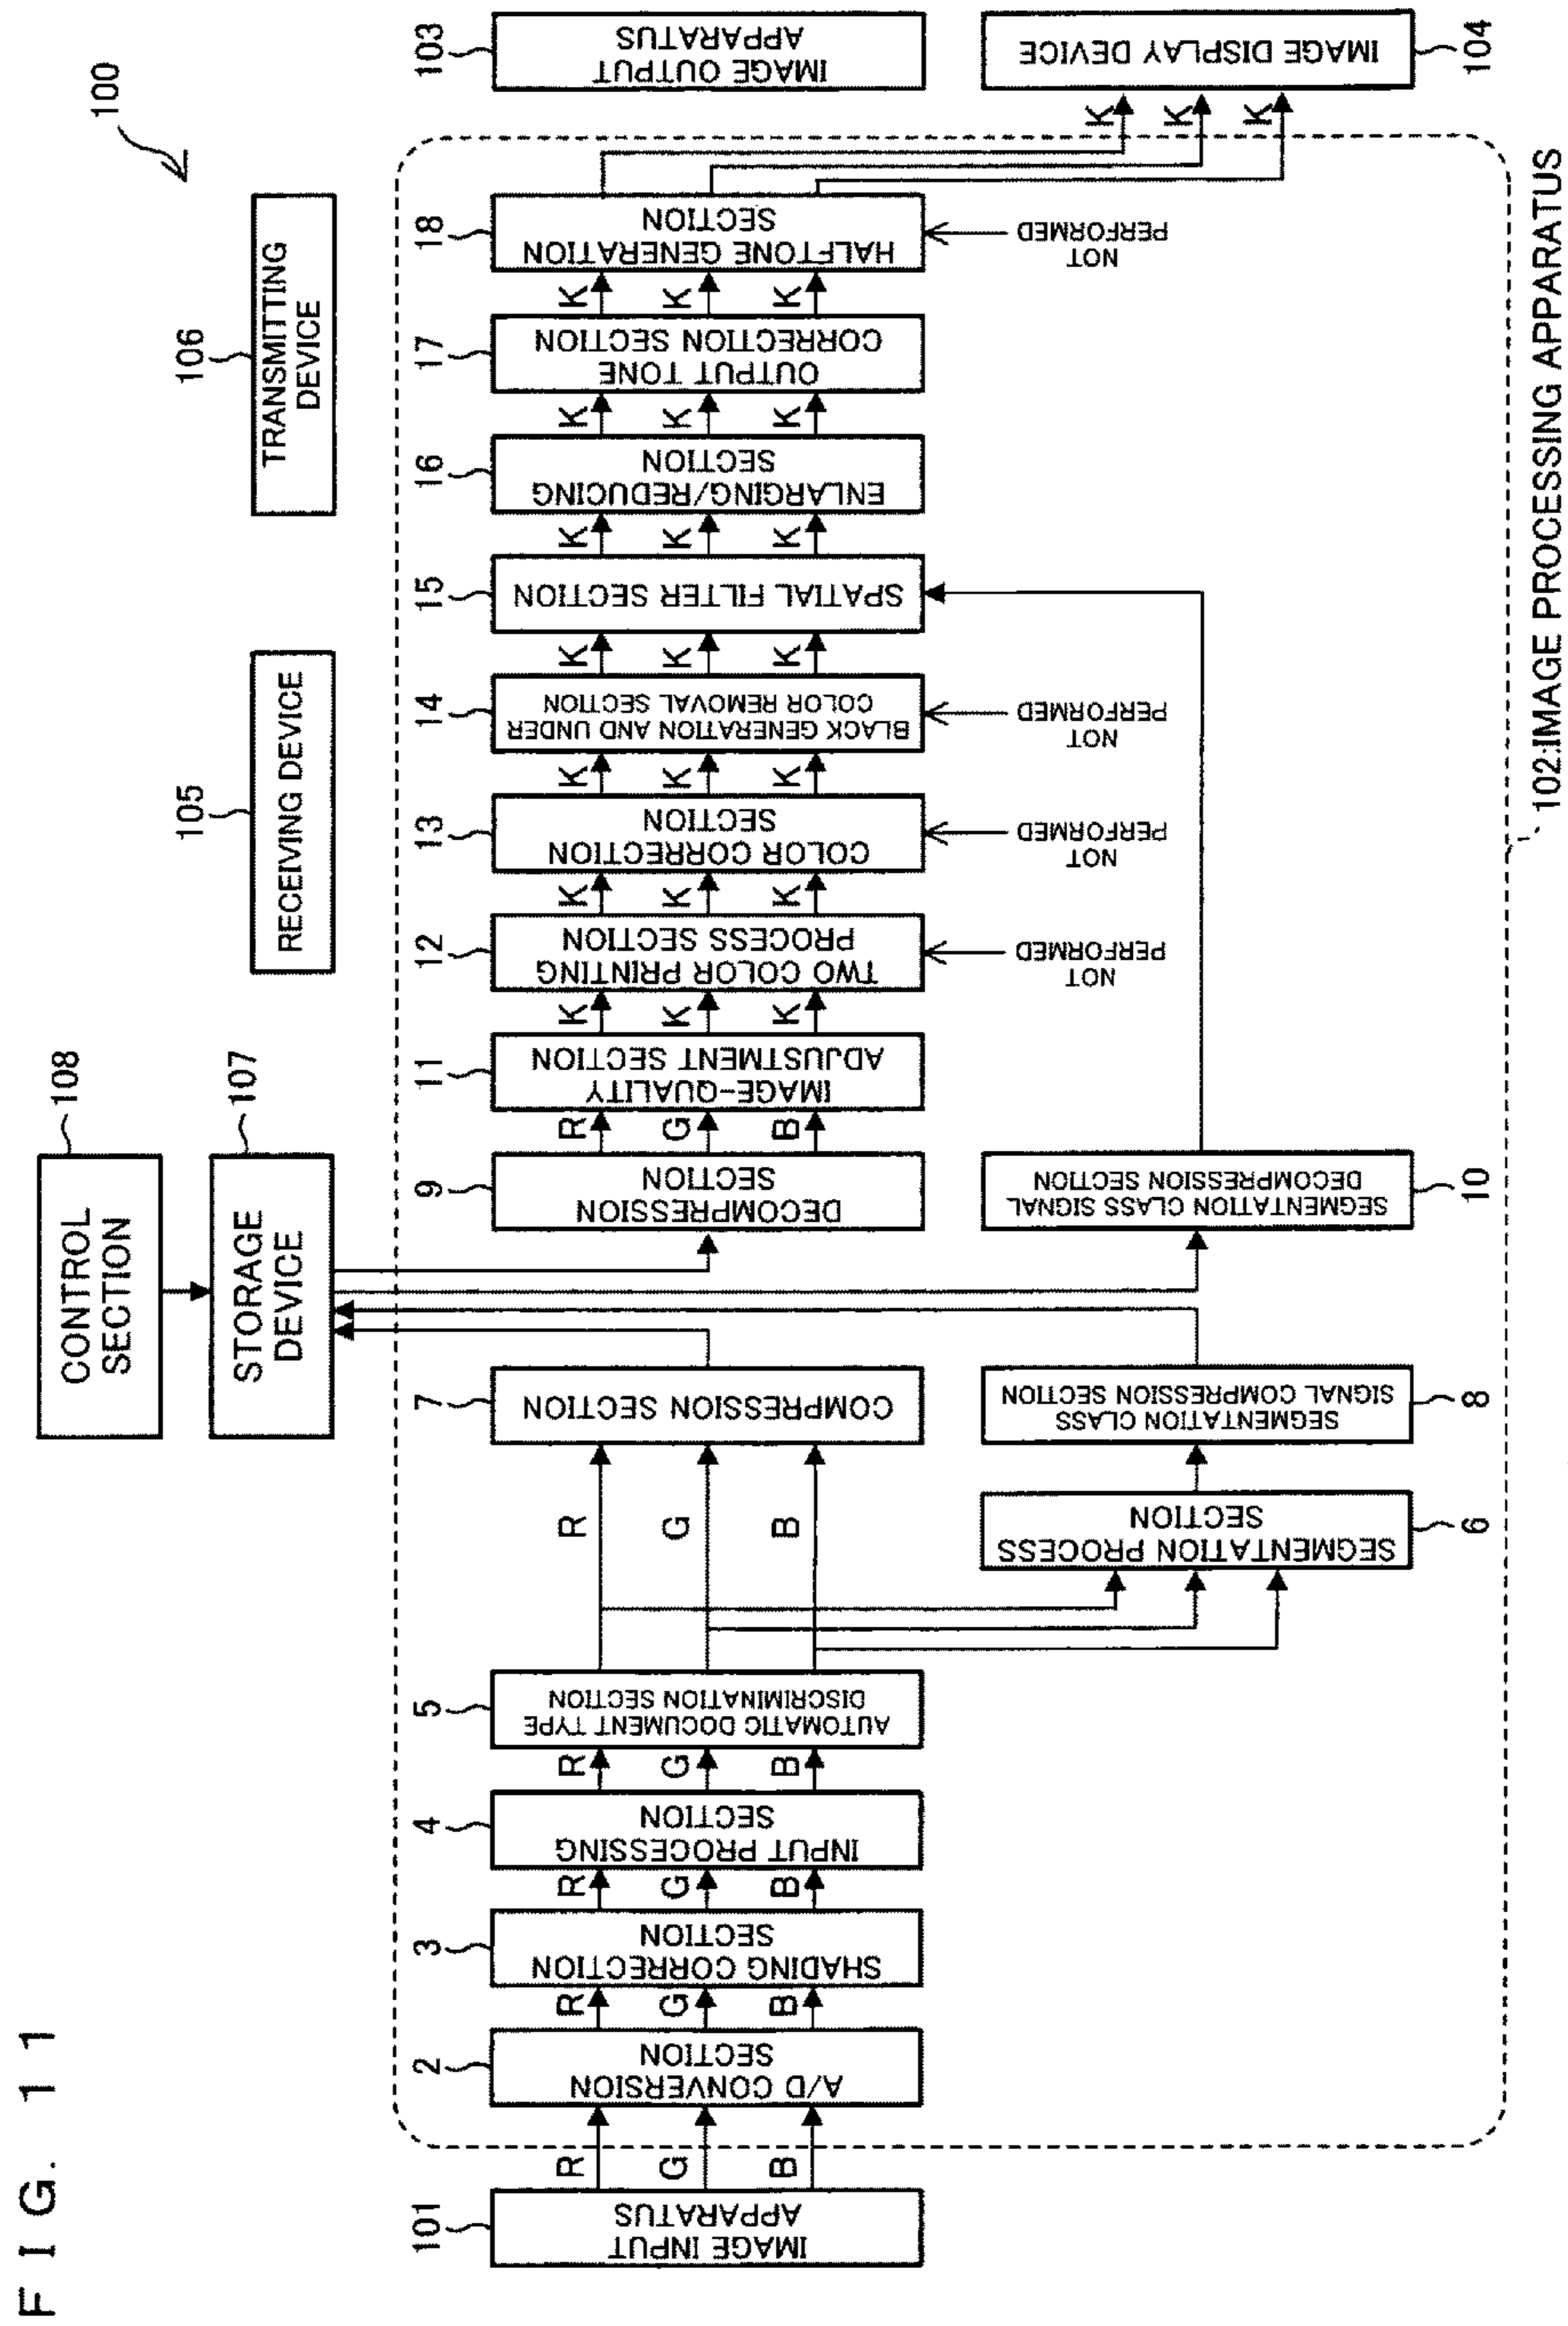 FIG. 11
100
108
CONTROL
SECTION
107
STORAGE
DEVICE
105
RECEIVING DEVICE
106
TRANSMITTING
DEVICE
101
IMAGE INPUT
APPARATUS
R
G
B
2
A/D CONVERSION
SECTION
R
G
B
3
SHADING CORRECTION
SECTION
R
G
B
4
INPUT PROCESSING
SECTION
R
G
B
5
AUTOMATIC DOCUMENT TYPE
DISCRIMINATION SECTION
R
G
B
7
COMPRESSION SECTION
9
DECOMPRESSION
SECTION
R
G
B
11
IMAGE-QUALITY
ADJUSTMENT SECTION
K
K
K
12
TWO COLOR PRINTING
PROCESS SECTION
K
K
K
13
COLOR CORRECTION
SECTION
K
K
K
14
BLACK GENERATION AND UNDER
COLOR REMOVAL SECTION
K
K
K
15
SPATIAL FILTER SECTION
K
K
K
16
ENLARGING/REDUCING
SECTION
K
K
K
17
OUTPUT TONE
CORRECTION SECTION
K
K
K
18
HALFTONE GENERATION
SECTION
103
IMAGE OUTPUT
APPARATUS
NOT
PERFORMED
NOT
PERFORMED
NOT
PERFORMED
NOT
PERFORMED
SEGMENTATION PROCESS
SECTION
6
SEGMENTATION CLASS
SIGNAL COMPRESSION SECTION
8
SEGMENTATION CLASS SIGNAL
DECOMPRESSION SECTION
10
K
K
K
IMAGE DISPLAY DEVICE
104
102:IMAGE PROCESSING APPARATUS